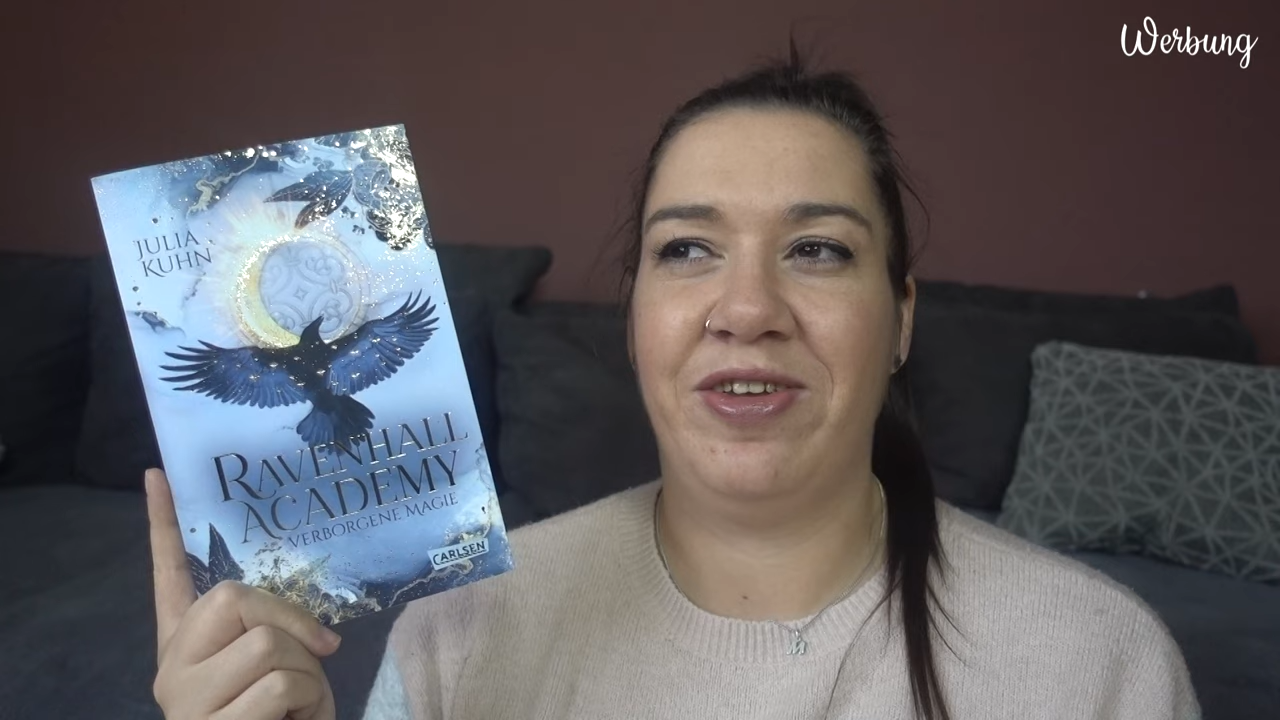 Werbung
JULIA
KUHN
RAVENHALL
ACADEMY
VERBORGENE MAGIE
CARLSEN